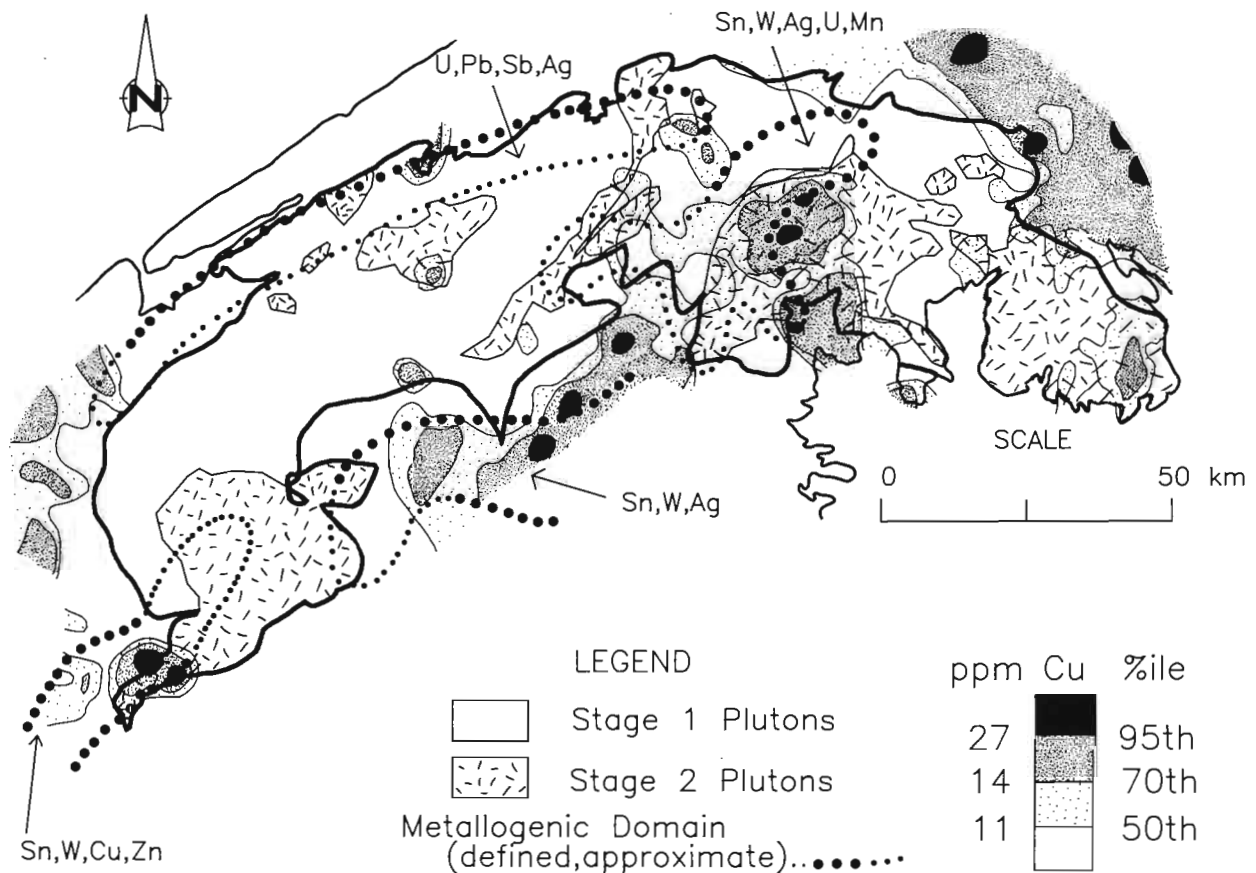 Sn,W,Ag,U,Mn
U,Pb,Sb,Ag
N
SCALE
0 50 km
Sn,W,Ag
Sn,W,Cu,Zn
LEGEND
Stage 1 Plutons
Stage 2 Plutons
Metallogenic Domain
(defined,approximate)..
ppm Cu %ile
27 95th
14 70th
11 50th